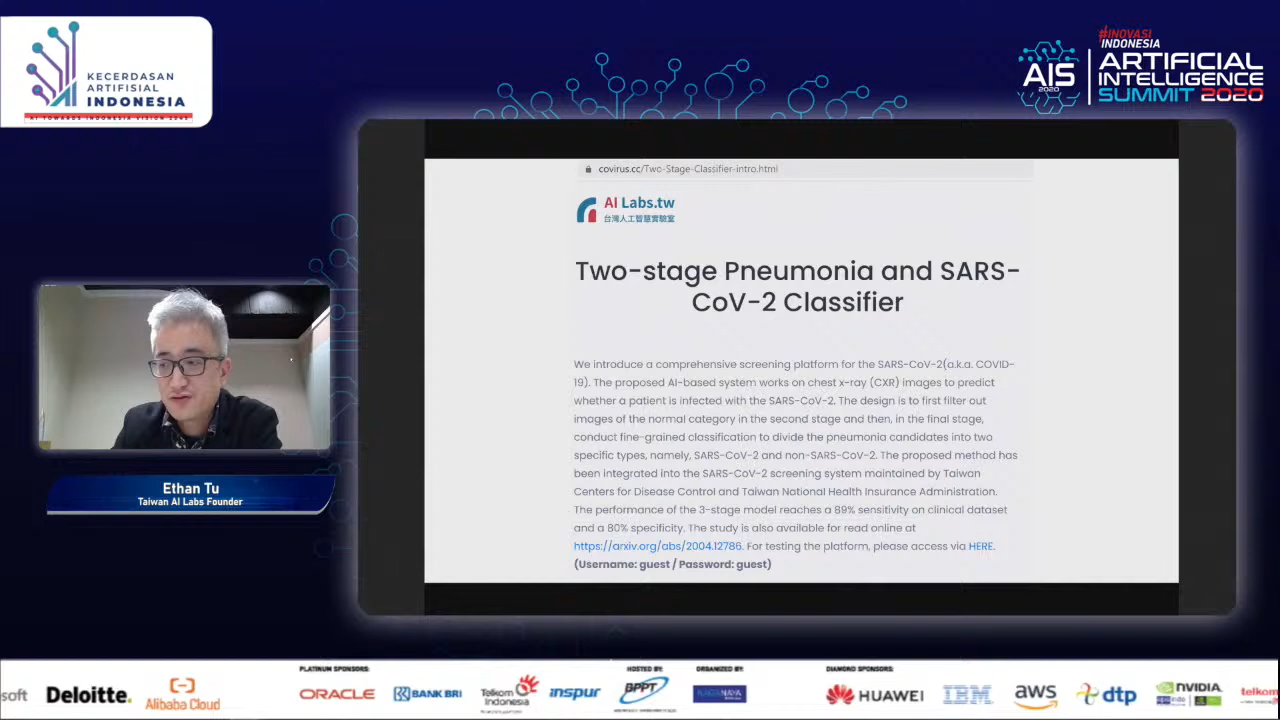 KECERDASAN
ARTIFISIAL
INDONESIA
#INOVASI
INDONESIA
AIS
2020
ARTIFICIAL
INTELLIGENCE
SUMMIT 2020
covirus.cc/Two-Stage-Classifier-intro.html
AI Labs.tw
台灣人工智慧實驗室
Two-stage Pneumonia and SARS-
CoV-2 Classifier
We introduce a comprehensive screening platform for the SARS-CoV-2(a.k.a. COVID-
19). The proposed AI-based system works on chest x-ray (CXR) images to predict
whether a patient is infected with the SARS-CoV-2. The design is to first filter out
images of the normal category in the second stage and then, in the final stage,
conduct fine-grained classification to divide the pneumonia candidates into two
specific types, namely, SARS-CoV-2 and non-SARS-CoV-2. The proposed method has
been integrated into the SARS-CoV-2 screening system maintained by Taiwan
Centers for Disease Control and Taiwan National Health Insurance Administration.
The performance of the 3-stage model reaches a 89% sensitivity on clinical dataset
and a 80% specificity. The study is also available for read online at
https://arxiv.org/abs/2004.12786. For testing the platform, please access via HERE.
(Username: guest / Password: guest)
Ethan Tu
Taiwan AI Labs Founder
PLATINUM SPONSORS:
HOSTED BY:
ORGANIZED BY:
DIAMOND SPONSORS:
soft
Deloitte.
Alibaba Cloud
ORACLE
BANK BRI
Telkom
Indonesia
inspur
BPPT
HUAWEI
IBM
aws
dtp
NVIDIA
telkom